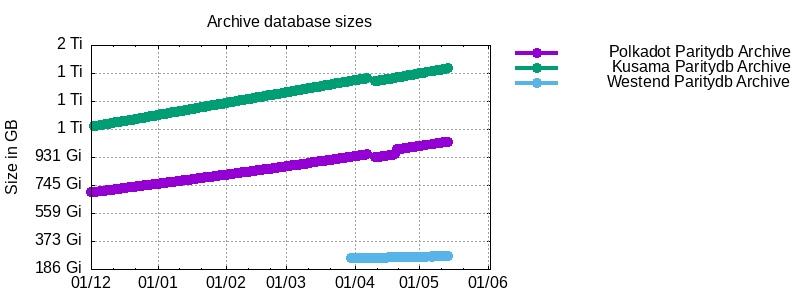 Archive database sizes
Polkadot Paritydb Archive
Kusama Paritydb Archive
Westend Paritydb Archive
Size in GB
2 Ti
1 Ti
1 Ti
1 Ti
931 Gi
745 Gi
559 Gi
373 Gi
186 Gi
01/12 01/01 01/02 01/03 01/04 01/05 01/06